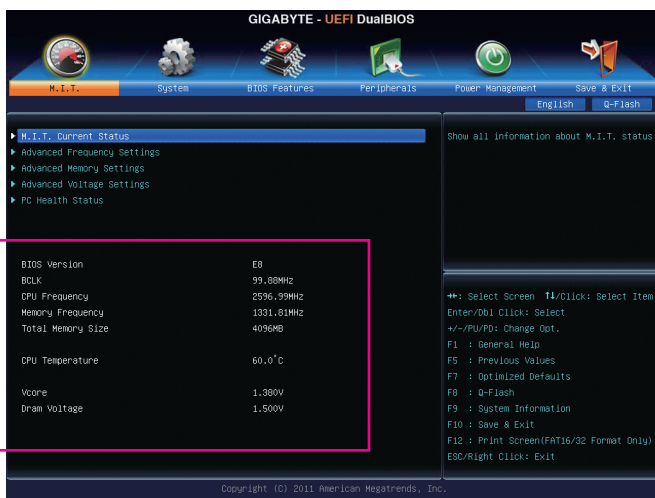 GIGABYTE - UEFI DualBIOS
M.I.T.
System
BIOS Features
Peripherals
Power Management
Save & Exit
English
Q-Flash
M.I.T. Current Status
Advanced Frequency Settings
Advanced Memory Settings
Advanced Voltage Settings
PC Health Status
BIOS Version E8
BCLK 99.88MHz
CPU Frequency 2596.99MHz
Memory Frequency 1331.81MHz
Total Memory Size 4096MB
CPU Temperature 60.0°C
Vcore 1.380V
Dram Voltage 1.500V
Show all information about M.I.T. status
→←: Select Screen ↑↓/Click: Select Item
Enter/Dbl Click: Select
+/-/PU/PD: Change Opt.
F1 : General Help
F5 : Previous Values
F7 : Optimized Defaults
F8 : Q-Flash
F9 : System Information
F10 : Save & Exit
F12 : Print Screen(FAT16/32 Format Only)
ESC/Right Click: Exit
Copyright (C) 2011 American Megatrends, Inc.